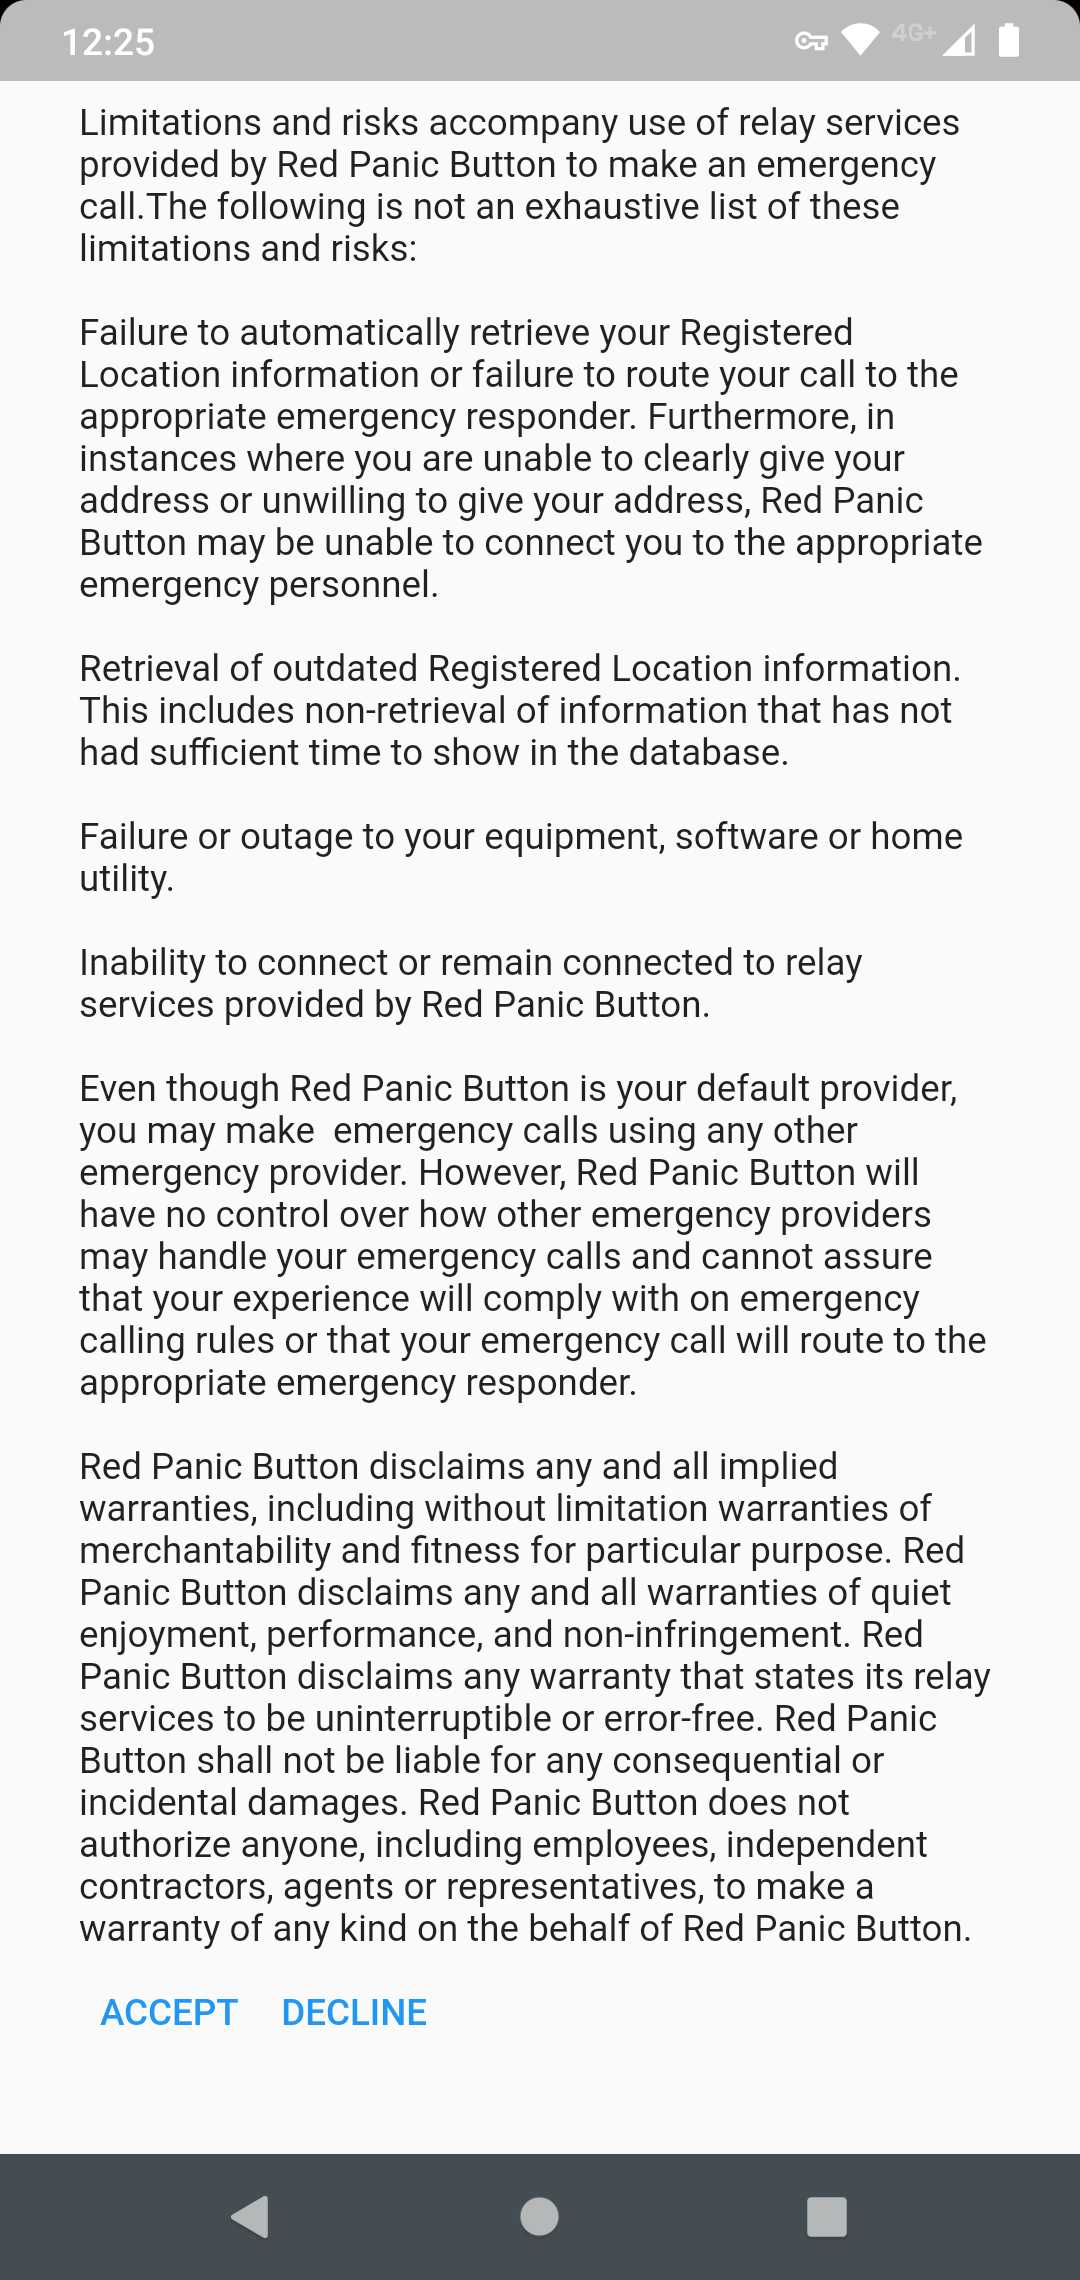 12:25
4G+
Limitations and risks accompany use of relay services
provided by Red Panic Button to make an emergency
call.The following is not an exhaustive list of these
limitations and risks:
Failure to automatically retrieve your Registered
Location information or failure to route your call to the
appropriate emergency responder. Furthermore, in
instances where you are unable to clearly give your
address or unwilling to give your address, Red Panic
Button may be unable to connect you to the appropriate
emergency personnel.
Retrieval of outdated Registered Location information.
This includes non-retrieval of information that has not
had sufficient time to show in the database.
Failure or outage to your equipment, software or home
utility.
Inability to connect or remain connected to relay
services provided by Red Panic Button.
Even though Red Panic Button is your default provider,
you may make  emergency calls using any other
emergency provider. However, Red Panic Button will
have no control over how other emergency providers
may handle your emergency calls and cannot assure
that your experience will comply with on emergency
calling rules or that your emergency call will route to the
appropriate emergency responder.
Red Panic Button disclaims any and all implied
warranties, including without limitation warranties of
merchantability and fitness for particular purpose. Red
Panic Button disclaims any and all warranties of quiet
enjoyment, performance, and non-infringement. Red
Panic Button disclaims any warranty that states its relay
services to be uninterruptible or error-free. Red Panic
Button shall not be liable for any consequential or
incidental damages. Red Panic Button does not
authorize anyone, including employees, independent
contractors, agents or representatives, to make a
warranty of any kind on the behalf of Red Panic Button.
ACCEPT DECLINE